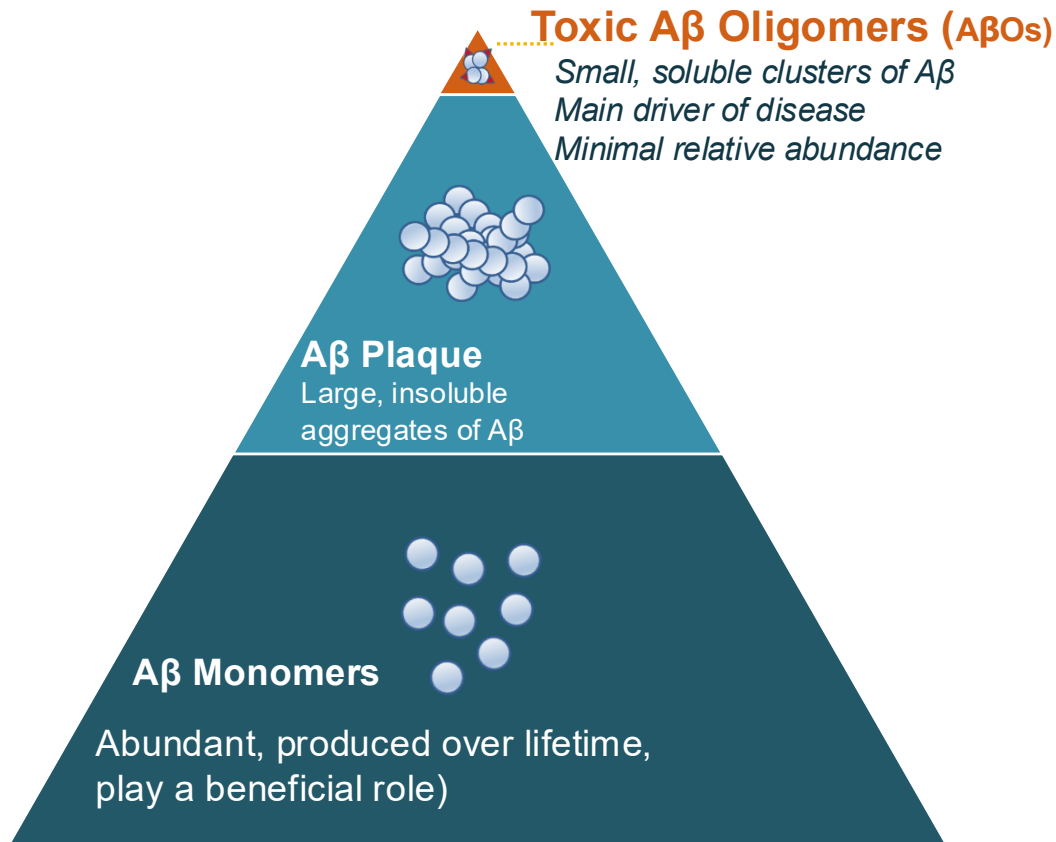 Toxic Aβ Oligomers (AβOs)
Small, soluble clusters of Aβ
Main driver of disease
Minimal relative abundance
Aβ Plaque
Large, insoluble
aggregates of Aβ
Aβ Monomers
Abundant, produced over lifetime,
play a beneficial role)